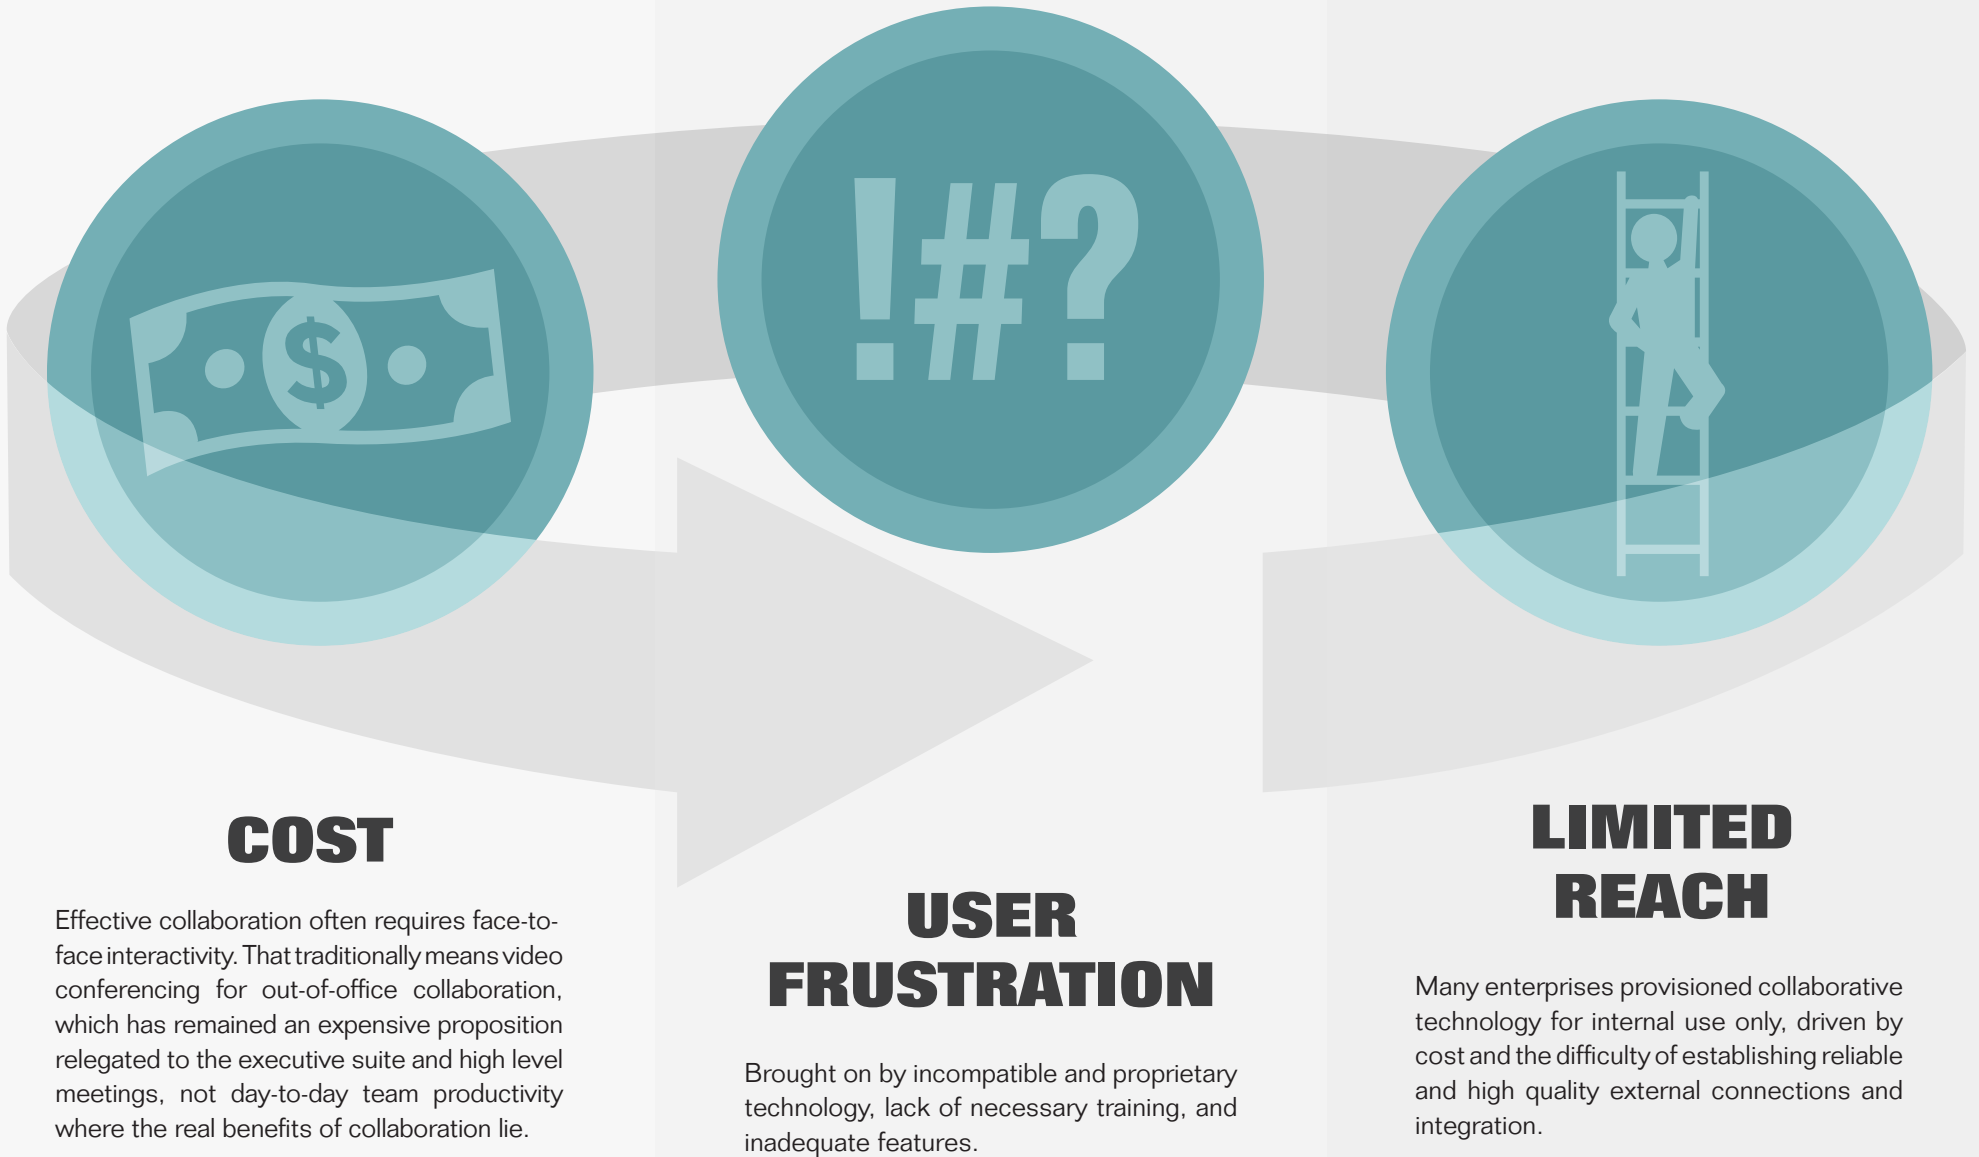 !#?
$
COST
Effective collaboration often requires face-to-
face interactivity. That traditionally means video
conferencing for out-of-office collaboration,
which has remained an expensive proposition
relegated to the executive suite and high level
meetings, not day-to-day team productivity
where the real benefits of collaboration lie.
USER
FRUSTRATION
Brought on by incompatible and proprietary
technology, lack of necessary training, and
inadequate features.
LIMITED
REACH
Many enterprises provisioned collaborative
technology for internal use only, driven by
cost and the difficulty of establishing reliable
and high quality external connections and
integration.